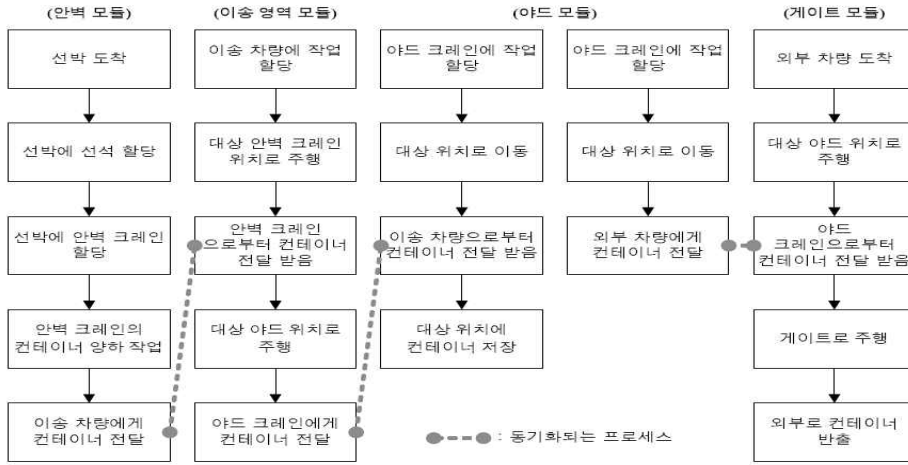 (안벽 모듈)
(이송 영역 모듈)
(야드 모듈)
(게이트 모듈)
선박 도착
선박에 선석 할당
선박에 안벽 크레인
할당
안벽 크레인의
컨테이너 양하 작업
이송 차량에게
컨테이너 전달
이송 차량에 작업
할당
대상 안벽 크레인
위치로 주행
안벽 크레인
으로부터 컨테이너
전달 받음
대상 야드 위치로
주행
야드 크레인에게
컨테이너 전달
야드 크레인에 작업
할당
대상 위치로 이동
이송 차량으로부터
컨테이너 전달 받음
대상 위치에
컨테이너 저장
야드 크레인에 작업
할당
대상 위치로 이동
외부 차량에게
컨테이너 전달
외부 차량 도착
대상 야드 위치로
주행
야드
크레인으로부터
컨테이너 전달 받음
게이트로 주행
외부로 컨테이너
반출
: 동기화되는 프로세스